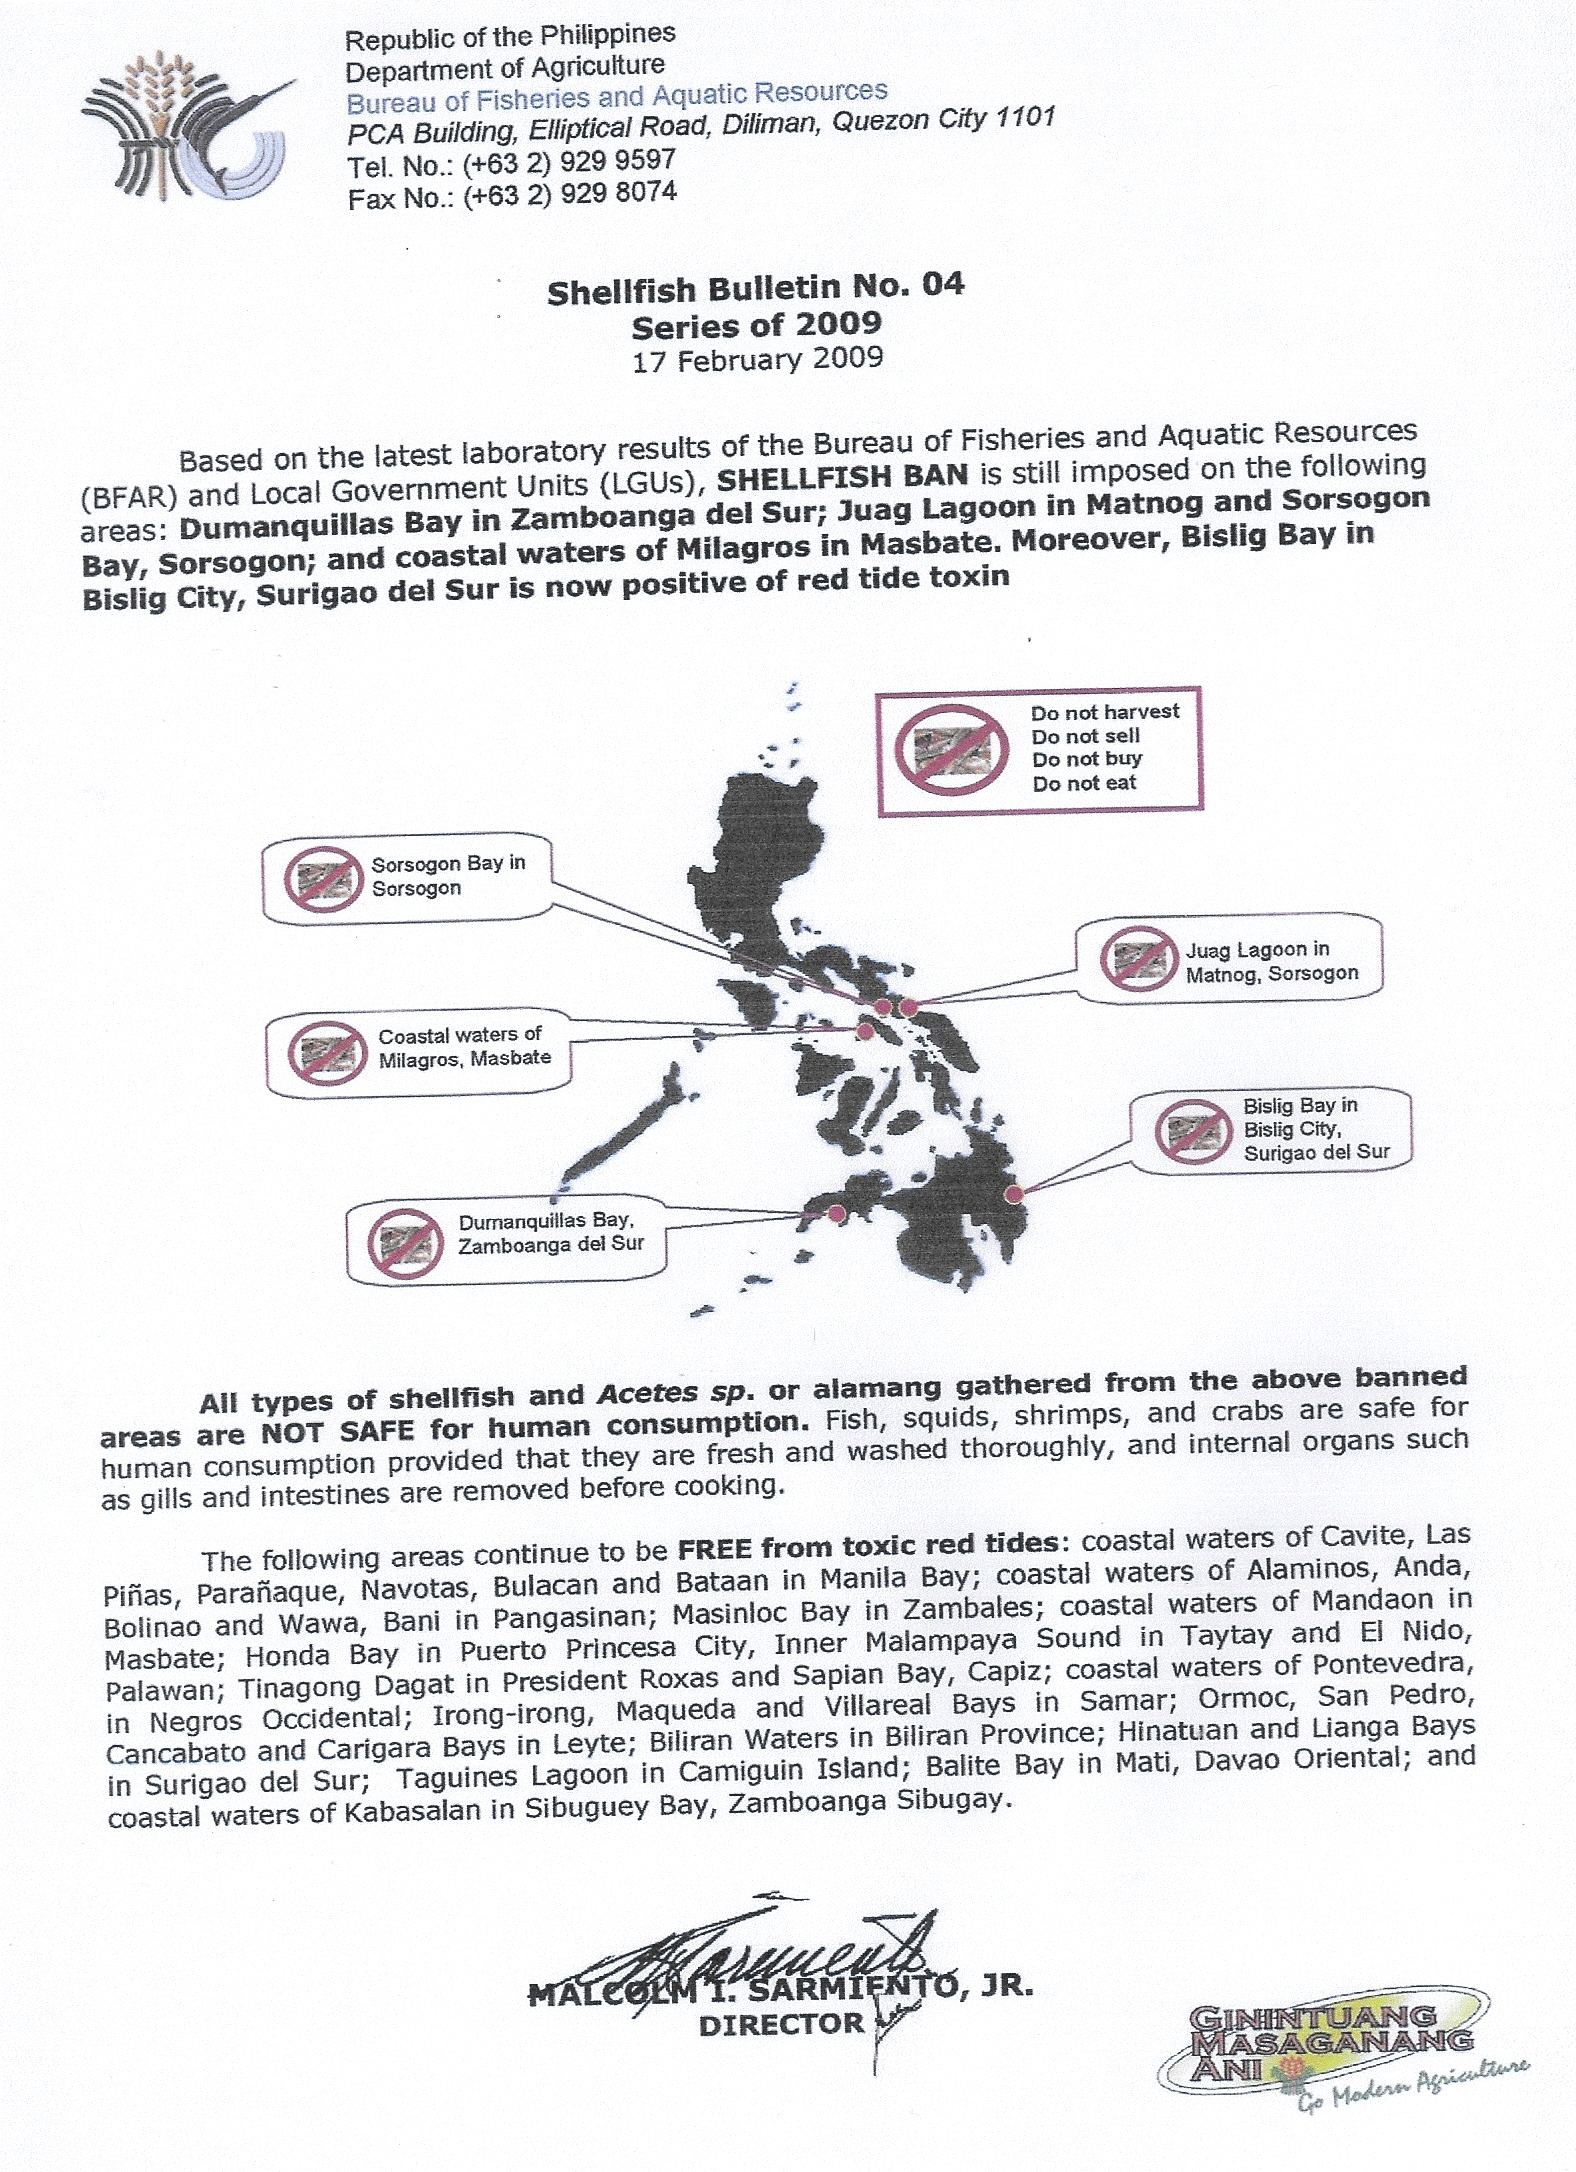 Republic of the Philippines
Department of Agriculture
Bureau of Fisheries and Aquatic Resources
PCA Building, Elliptical Road, Diliman, Quezon City 1101
Tel. No.: (+63 2) 929 9597
Fax No.: (+63 2) 929 8074
Shellfish Bulletin No. 04
Series of 2009
17 February 2009
Based on the latest laboratory results of the Bureau of Fisheries and Aquatic Resources
(BFAR) and Local Government Units (LGUs), SHELLFISH BAN is still imposed on the following
areas: Dumanquillas Bay in Zamboanga del Sur; Juag Lagoon in Matnog and Sorsogon
Bay, Sorsogon; and coastal waters of Milagros in Masbate. Moreover, Bislig Bay in
Bislig City, Surigao del Sur is now positive of red tide toxin
Do not harvest
Do not sell
Do not buy
Do not eat
Sorsogon Bay in
Sorsogon
Juag Lagoon in
Matnog, Sorsogon
Coastal waters of
Milagros, Masbate
Bislig Bay in
Bislig City,
Surigao del Sur
Dumanquillas Bay,
Zamboanga del Sur
All types of shellfish and Acetes sp. or alamang gathered from the above banned
areas are NOT SAFE for human consumption. Fish, squids, shrimps, and crabs are safe for
human consumption provided that they are fresh and washed thoroughly, and internal organs such
as gills and intestines are removed before cooking.
The following areas continue to be FREE from toxic red tides: coastal waters of Cavite, Las
Piñas, Parañaque, Navotas, Bulacan and Bataan in Manila Bay; coastal waters of Alaminos, Anda,
Bolinao and Wawa, Bani in Pangasinan; Masinloc Bay in Zambales; coastal waters of Mandaon in
Masbate; Honda Bay in Puerto Princesa City, Inner Malampaya Sound in Taytay and El Nido,
Palawan; Tinagong Dagat in President Roxas and Sapian Bay, Capiz; coastal waters of Pontevedra,
in Negros Occidental; Irong-irong, Maqueda and Villareal Bays in Samar; Ormoc, San Pedro,
Cancabato and Carigara Bays in Leyte; Biliran Waters in Biliran Province; Hinatuan and Lianga Bays
in Surigao del Sur; Taguines Lagoon in Camiguin Island; Balite Bay in Mati, Davao Oriental; and
coastal waters of Kabasalan in Sibuguey Bay, Zamboanga Sibugay.
MALCOLM I. SARMIENTO, JR.
DIRECTOR
GININTUANG
MASAGANANG
ANI
Go Modern Agriculture